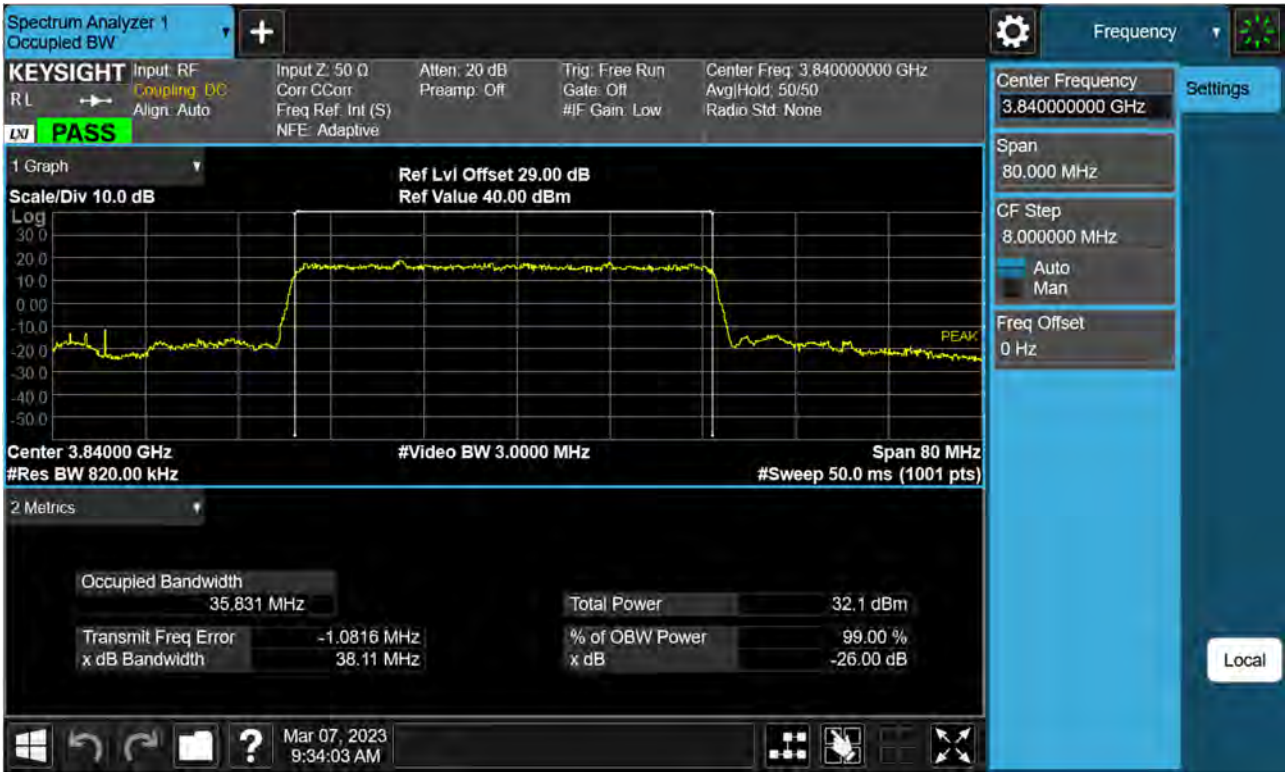 Spectrum Analyzer 1
Occupied BW
+
Frequency
KEYSIGHT
RL
LXI
PASS
Input: RF
Coupling: DC
Align: Auto
Input Z: 50 Ω
Corr CCorr
Freq Ref: Int (S)
NFE: Adaptive
Atten: 20 dB
Preamp: Off
Trig: Free Run
Gate: Off
#IF Gain: Low
Center Freq: 3.840000000 GHz
Avg|Hold: 50/50
Radio Std: None
Center Frequency
3.840000000 GHz
Settings
Span
80.000 MHz
CF Step
8.000000 MHz
Auto
Man
Freq Offset
0 Hz
Local
1 Graph
Scale/Div 10.0 dB
Ref Lvl Offset 29.00 dB
Ref Value 40.00 dBm
Log
30.0
20.0
10.0
0.00
-10.0
-20.0
-30.0
-40.0
-50.0
PEAK
Center 3.84000 GHz
#Video BW 3.0000 MHz
Span 80 MHz
#Res BW 820.00 kHz
#Sweep 50.0 ms (1001 pts)
2 Metrics
Occupied Bandwidth
35.831 MHz
Total Power 32.1 dBm
Transmit Freq Error -1.0816 MHz
% of OBW Power 99.00 %
x dB Bandwidth 38.11 MHz
x dB -26.00 dB
?
Mar 07, 2023
9:34:03 AM